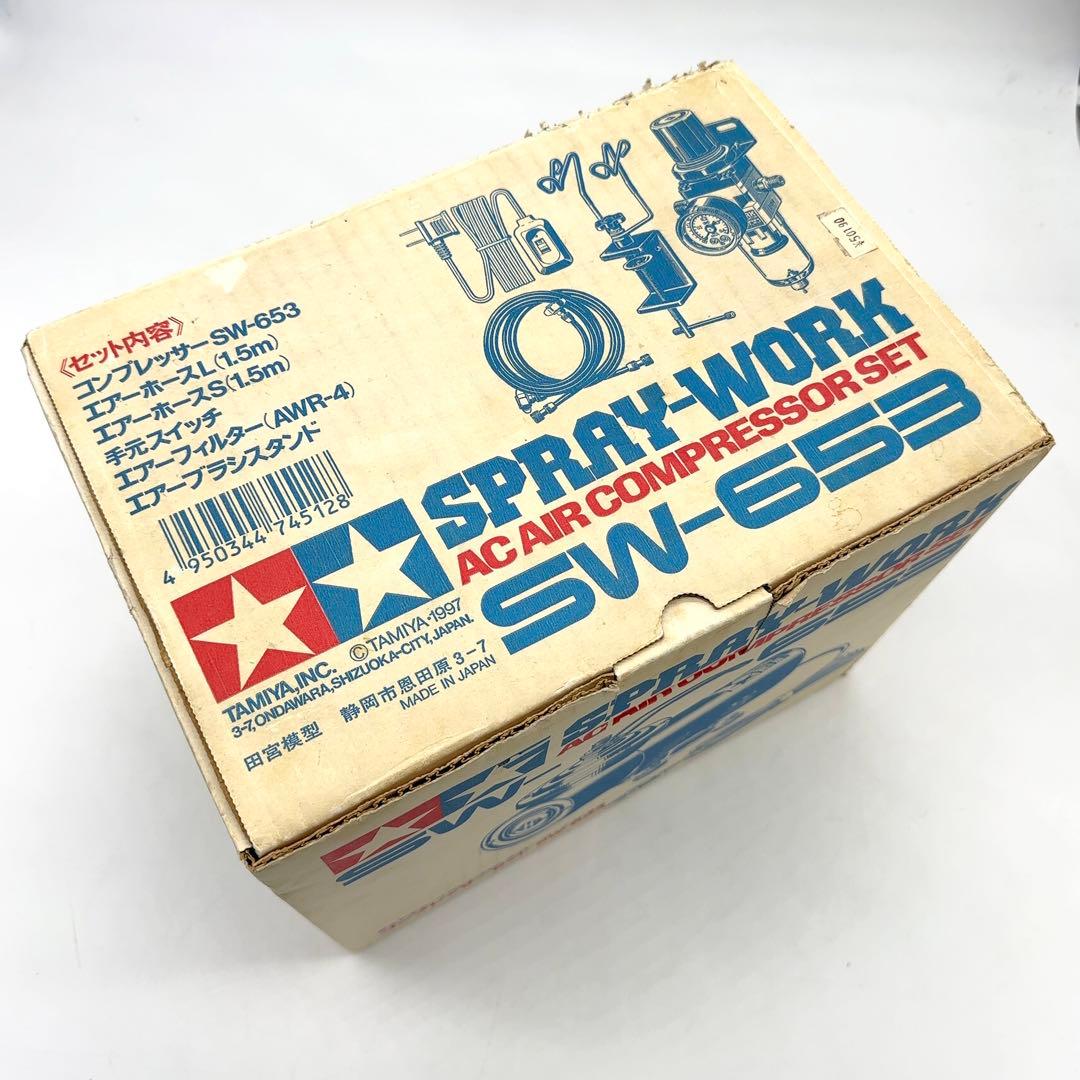 《セット内容》
コンプレッサーSW-653
エアーホースL(1.5m)
エアーホースS(1.5m)
手元スイッチ
エアーフィルター(AWR-4)
エアーブラシスタンド
4 950344 745128
SPRAY-WORK
AC AIR COMPRESSOR SET
SW-653
©TAMIYA·1997
TAMIYA, INC.
3-7, ONDAWARA, SHIZUOKA-CITY, JAPAN.
田宮模型 静岡市恩田原3-7
MADE IN JAPAN
SPRAY-WORK
AC AIR COMPRESSOR SET